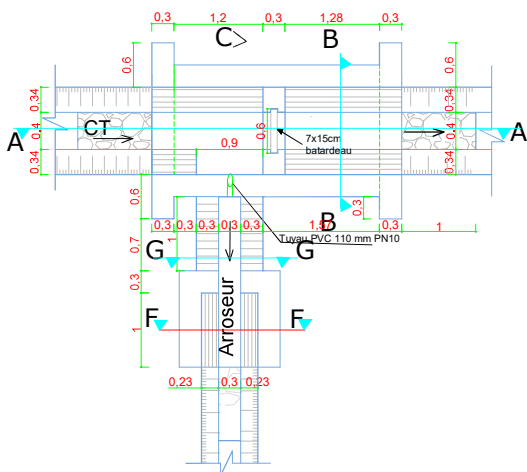 0,3 1,2 0,3 1,28 0,3
C B
0,6 0,6
0,34 0,34
A CT 0,4 0,6 0,4 A
7x15cm
batardeau
0,9
0,34 0,34
0,6 0,3
0,3 0,3 0,3 0,3 1,57 0,3 1
B
Tuyau PVC 110 mm PN10
0,7 1
G G
0,3
Arroseur
F F
1
0,23 0,3 0,23